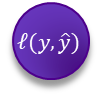 ℓ(y, ŷ)